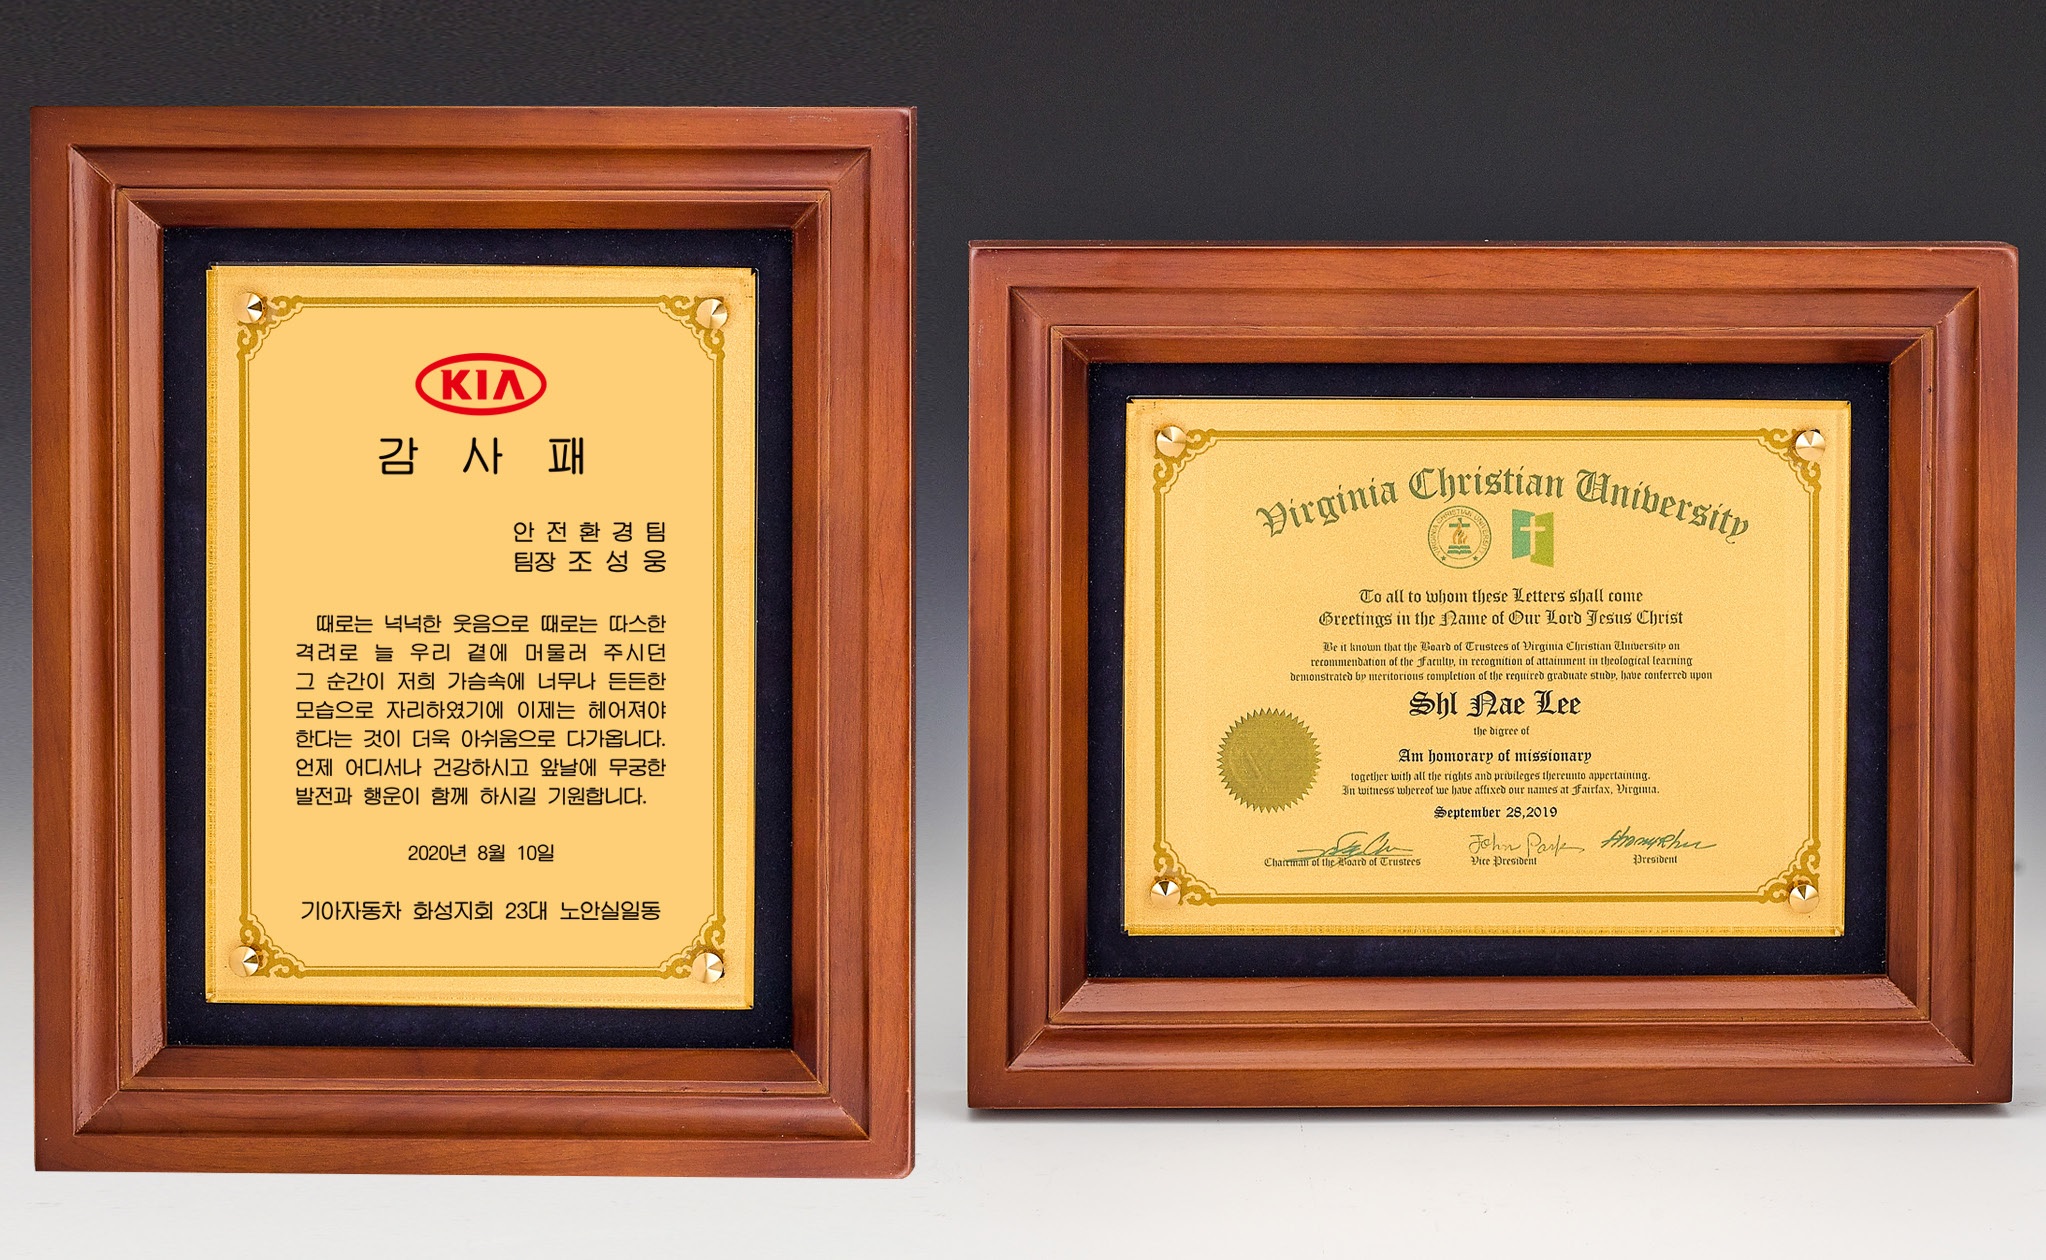 KIA
감 사 패
안 전 환 경 팀
팀장 조 성 웅
때로는 넉넉한 웃음으로 때로는 따스한
격려로 늘 우리 곁에 머물러 주시던
그 순간이 저희 가슴속에 너무나 든든한
모습으로 자리하였기에 이제는 헤어져야
한다는 것이 더욱 아쉬움으로 다가옵니다.
언제 어디서나 건강하시고 앞날에 무궁한
발전과 행운이 함께 하시길 기원합니다.
2020년 8월 10일
기아자동차 화성지회 23대 노안실일동
Virginia Christian University
To all to whom these Letters shall come
Greetings in the Name of Our Lord Jesus Christ
Be it known that the Board of Trustees of Virginia Christian University on
recommendation of the Faculty, in recognition of attainment in theological learning
demonstrated by meritorious completion of the required graduate study, have conferred upon
Shl Nae Lee
the digree of
Am homorary of missionary
together with all the rights and privileges thereunto appertaining.
In witness whereof we have affixed our names at Fairfax, Virginia.
September 28,2019
John Park
Chairman of the Board of Trustees
Vice President
President